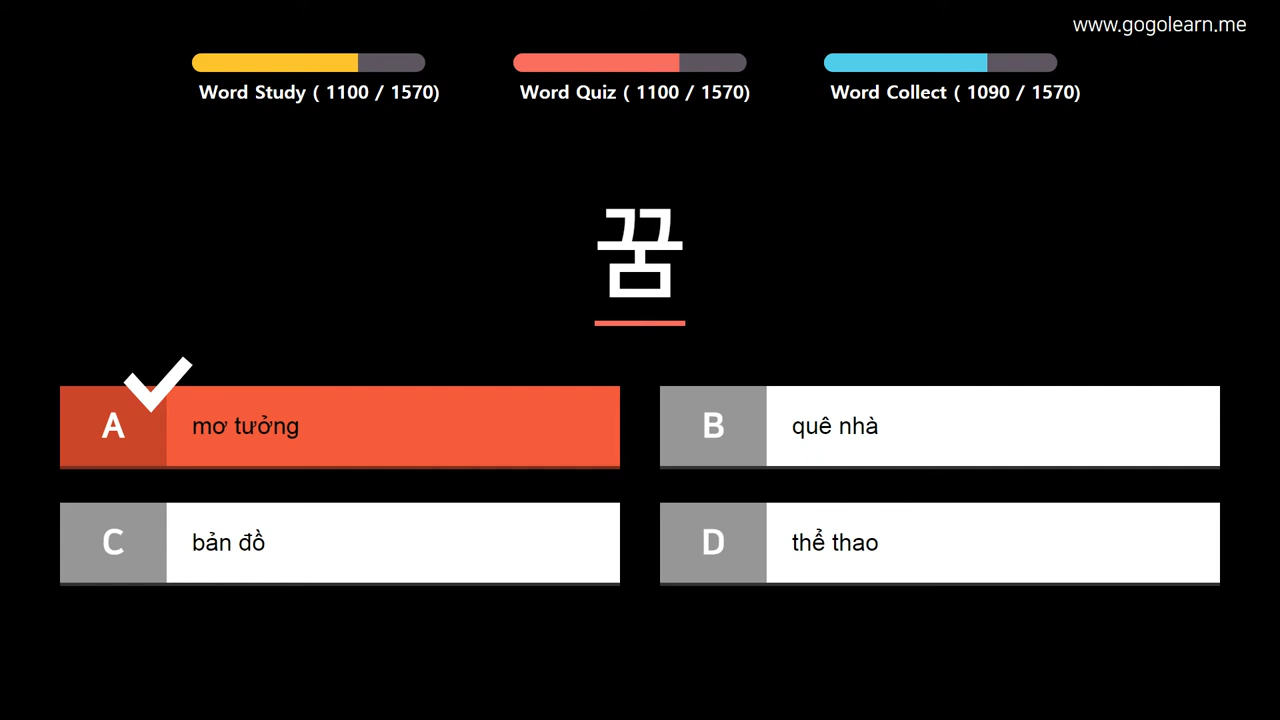 www.gogolearn.me
Word Study ( 1100 / 1570)
Word Quiz ( 1100 / 1570)
Word Collect ( 1090 / 1570)
꿈
A
mơ tưởng
B
quê nhà
C
bản đồ
D
thể thao